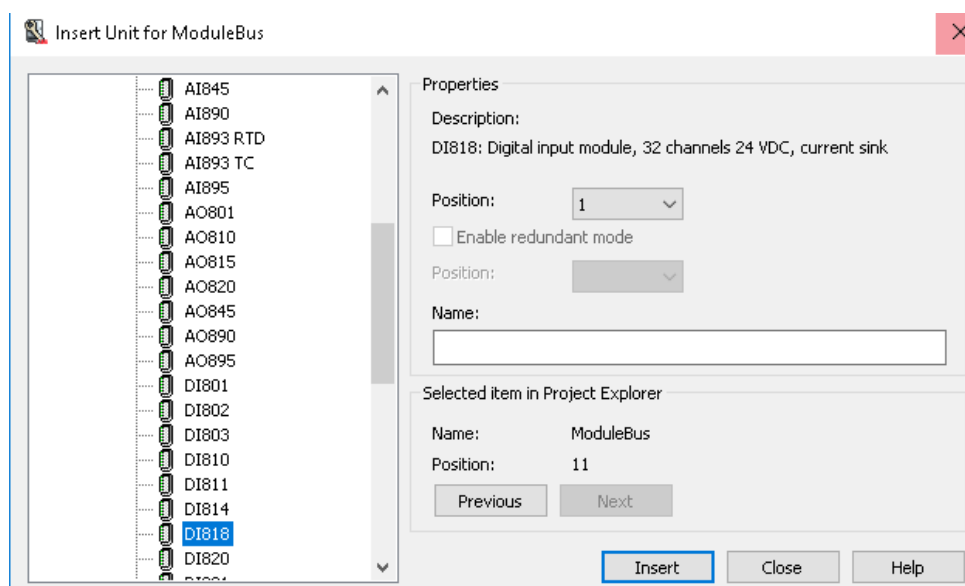 Insert Unit for ModuleBus
AI845
AI890
AI893 RTD
AI893 TC
AI895
AO801
AO810
AO815
AO820
AO845
AO890
AO895
DI801
DI802
DI803
DI810
DI811
DI814
DI818
DI820
Properties
Description:
DI818: Digital input module, 32 channels 24 VDC, current sink
Position: 1
Enable redundant mode
Position:
Name:
Selected item in Project Explorer
Name: ModuleBus
Position: 11
Previous Next
Insert Close Help